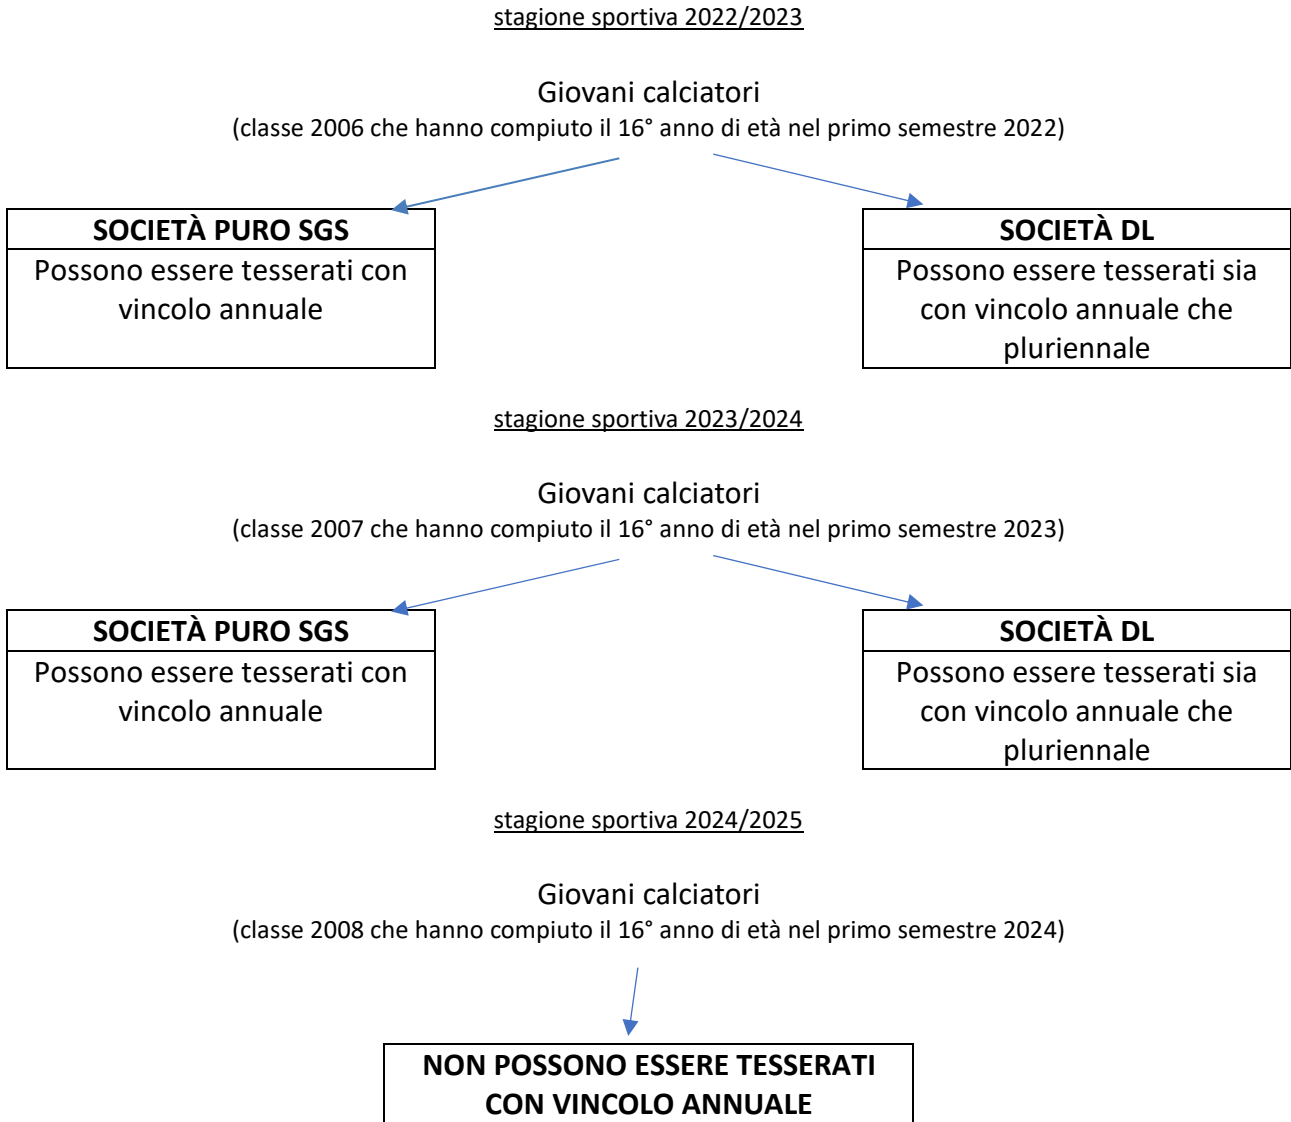 stagione sportiva 2022/2023
Giovani calciatori
(classe 2006 che hanno compiuto il 16° anno di età nel primo semestre 2022)
SOCIETÀ PURO SGS
Possono essere tesserati con
vincolo annuale
SOCIETÀ DL
Possono essere tesserati sia
con vincolo annuale che
pluriennale
stagione sportiva 2023/2024
Giovani calciatori
(classe 2007 che hanno compiuto il 16° anno di età nel primo semestre 2023)
SOCIETÀ PURO SGS
Possono essere tesserati con
vincolo annuale
SOCIETÀ DL
Possono essere tesserati sia
con vincolo annuale che
pluriennale
stagione sportiva 2024/2025
Giovani calciatori
(classe 2008 che hanno compiuto il 16° anno di età nel primo semestre 2024)
NON POSSONO ESSERE TESSERATI
CON VINCOLO ANNUALE